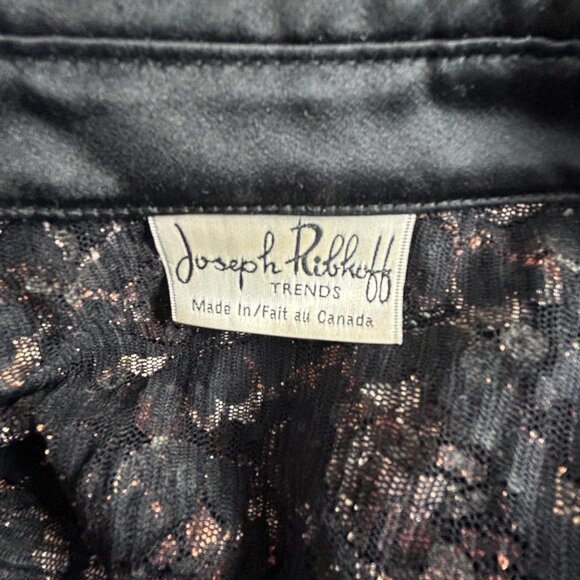 Joseph Ribkoff
TRENDS
Made In/Fait au Canada